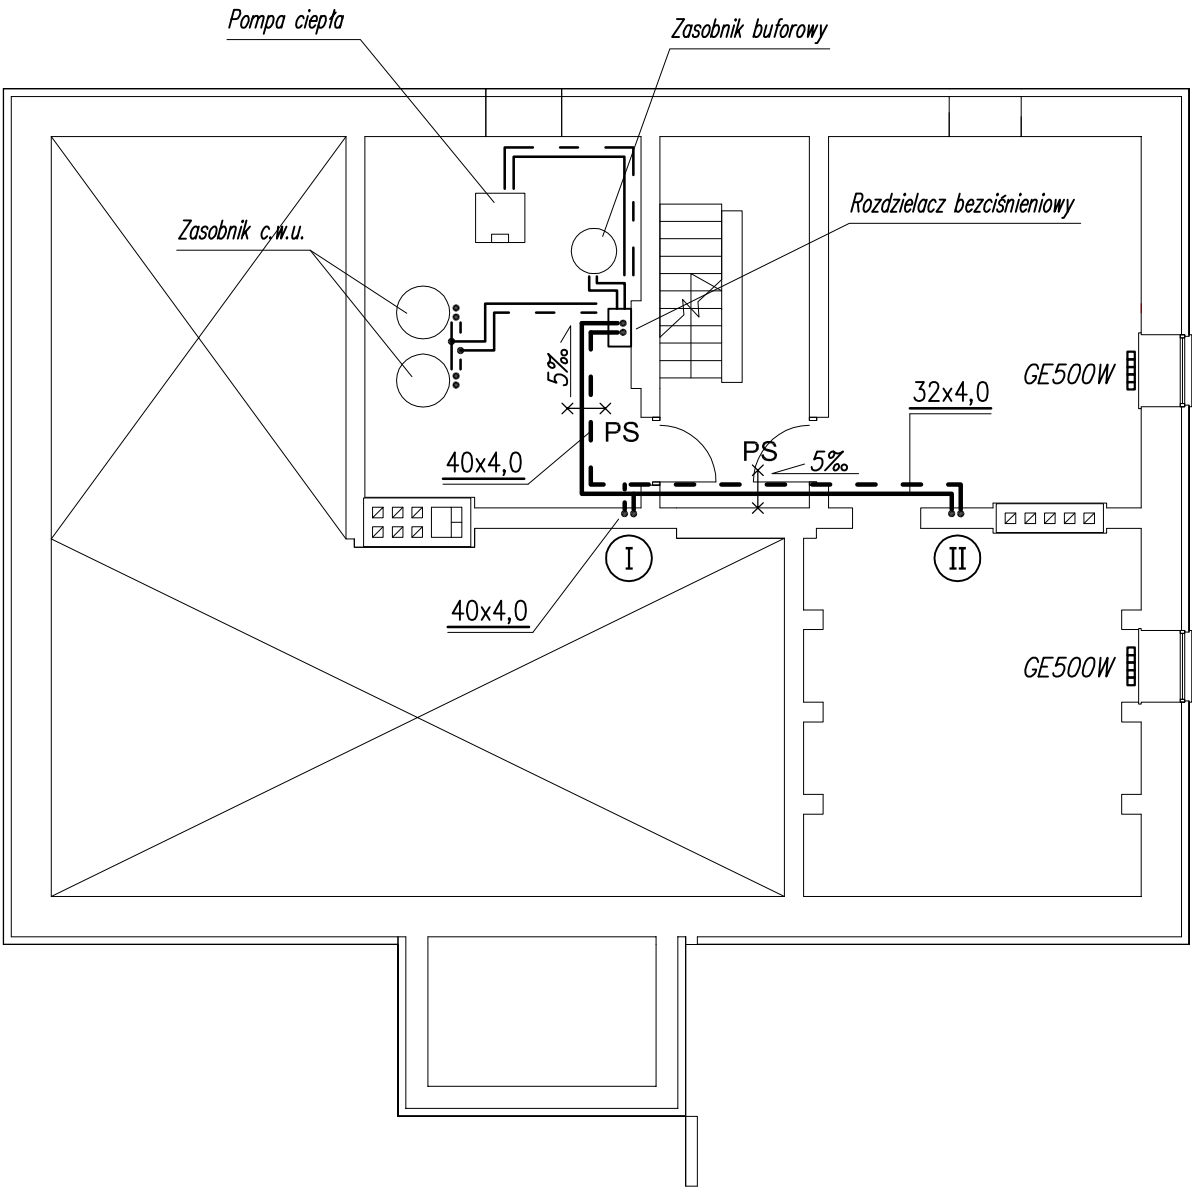 Pompa ciepła
Zasobnik buforowy
Rozdzielacz bezciśnieniowy
Zasobnik c.w.u.
5‰
GE500W
32x4,0
PS
PS
40x4,0
5‰
I
II
40x4,0
GE500W